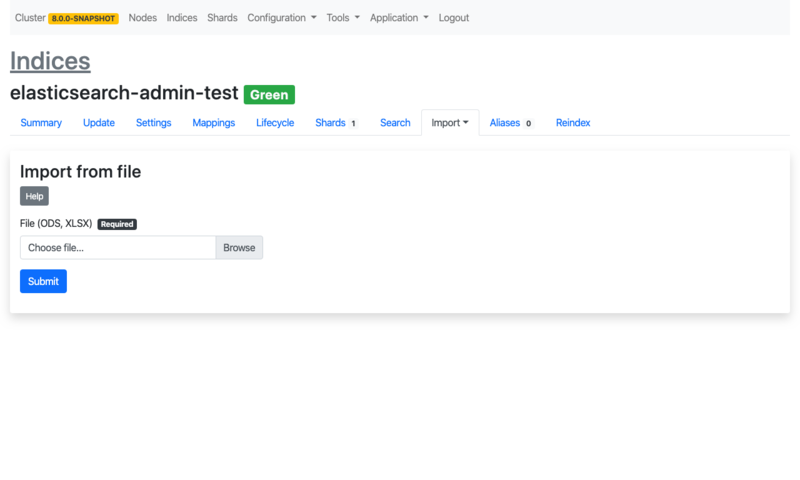 Cluster 8.0.0-SNAPSHOT Nodes Indices Shards Configuration Tools Application Logout
Indices
elasticsearch-admin-test Green
Summary Update Settings Mappings Lifecycle Shards 1 Search Import Aliases 0 Reindex
Import from file
Help
File (ODS, XLSX) Required
Choose file... Browse
Submit